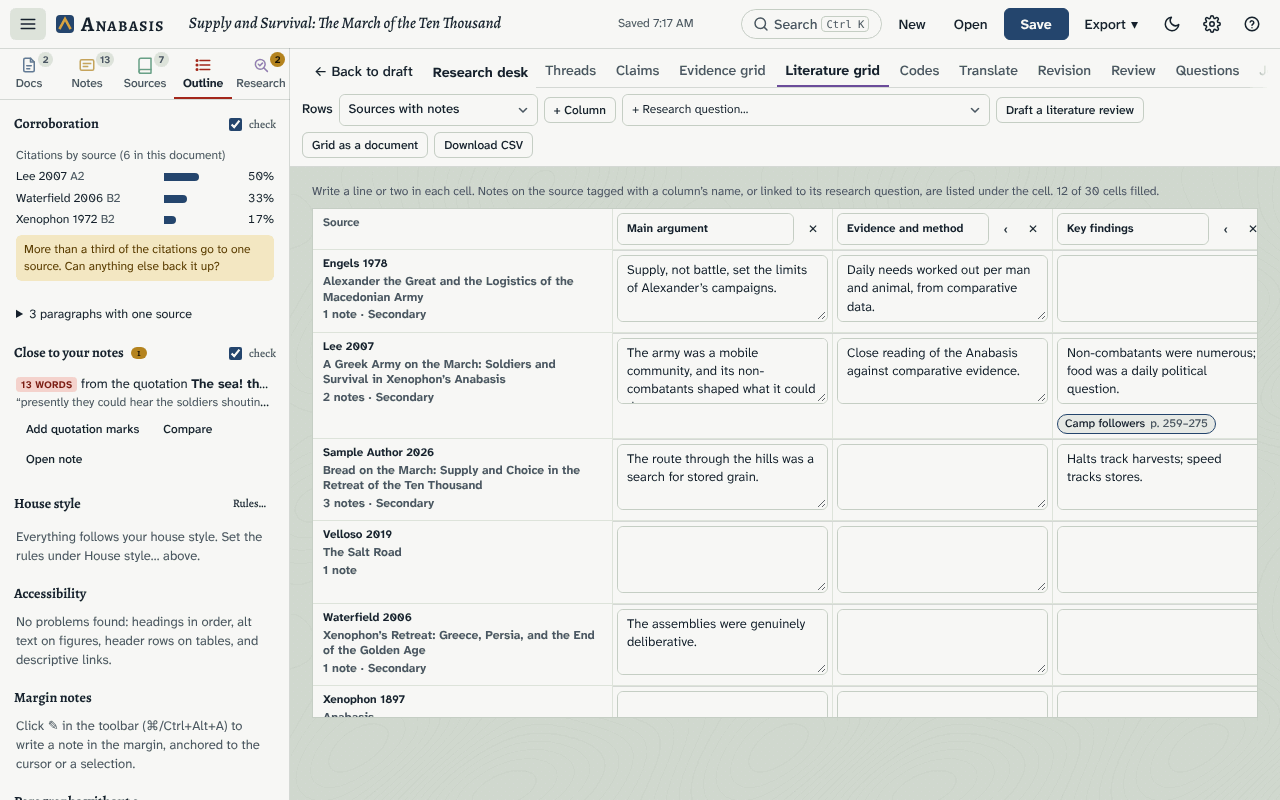 ANABASIS
Supply and Survival: The March of the Ten Thousand
Saved 7:17 AM
Search Ctrl K
New
Open
Save
Export ▾
Docs 2
Notes 13
Sources 7
Outline
Research 2
← Back to draft
Research desk
Threads
Claims
Evidence grid
Literature grid
Codes
Translate
Revision
Review
Questions
Rows
Sources with notes
+ Column
+ Research question…
Draft a literature review
Grid as a document
Download CSV
Corroboration
check
Citations by source (6 in this document)
Lee 2007 A2 50%
Waterfield 2006 B2 33%
Xenophon 1972 B2 17%
More than a third of the citations go to one
source. Can anything else back it up?
▶ 3 paragraphs with one source
Close to your notes 1
check
13 WORDS from the quotation The sea! th…
“presently they could hear the soldiers shoutin…
Add quotation marks
Compare
Open note
House style
Rules…
Everything follows your house style. Set the
rules under House style… above.
Accessibility
No problems found: headings in order, alt
text on figures, header rows on tables, and
descriptive links.
Margin notes
Click ✎ in the toolbar (⌘/Ctrl+Alt+A) to
write a note in the margin, anchored to the
cursor or a selection.
Write a line or two in each cell. Notes on the source tagged with a column’s name, or linked to its research question, are listed under the cell. 12 of 30 cells filled.
Source
Main argument ✕
Evidence and method ‹ ✕
Key findings ‹ ✕
Engels 1978
Alexander the Great and the Logistics of the
Macedonian Army
1 note · Secondary
Supply, not battle, set the limits
of Alexander’s campaigns.
Daily needs worked out per man
and animal, from comparative
data.
Lee 2007
A Greek Army on the March: Soldiers and
Survival in Xenophon’s Anabasis
2 notes · Secondary
The army was a mobile
community, and its non-
combatants shaped what it could
Close reading of the Anabasis
against comparative evidence.
Non-combatants were numerous;
food was a daily political
question.
Camp followers p. 259–275
Sample Author 2026
Bread on the March: Supply and Choice in the
Retreat of the Ten Thousand
3 notes · Secondary
The route through the hills was a
search for stored grain.
Halts track harvests; speed
tracks stores.
Velloso 2019
The Salt Road
1 note
Waterfield 2006
Xenophon’s Retreat: Greece, Persia, and the End
of the Golden Age
1 note · Secondary
The assemblies were genuinely
deliberative.
Xenophon 1897
Anabasis